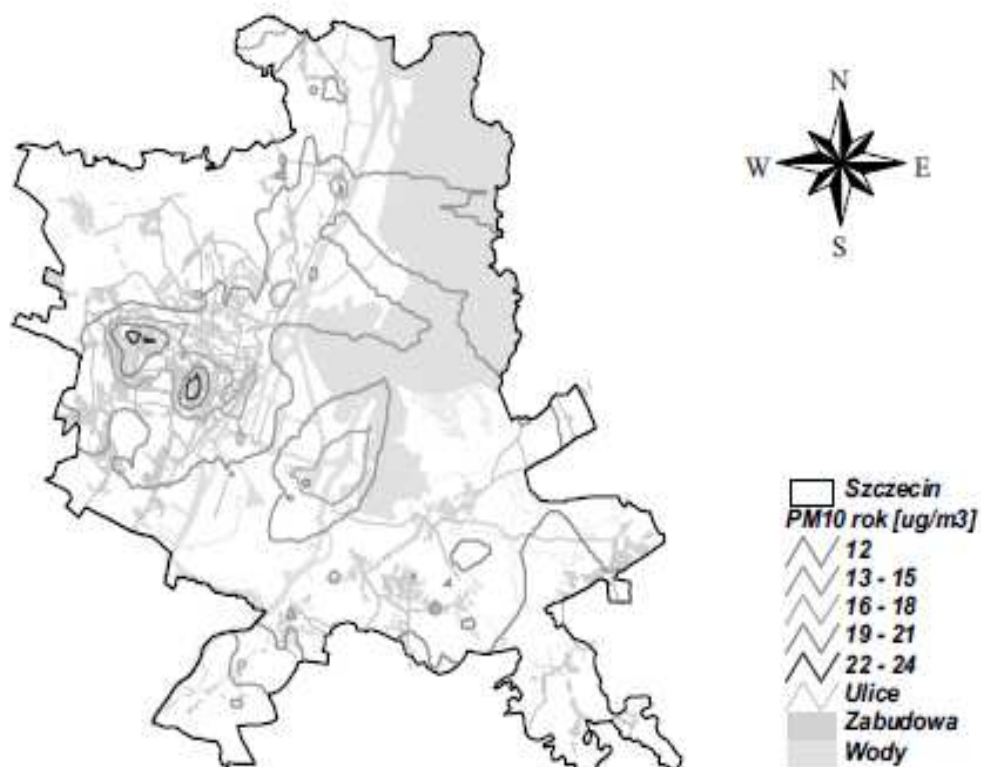 N
W E
S
Szczecin
PM10 rok [ug/m3]
12
13 - 15
16 - 18
19 - 21
22 - 24
Ulice
Zabudowa
Wody